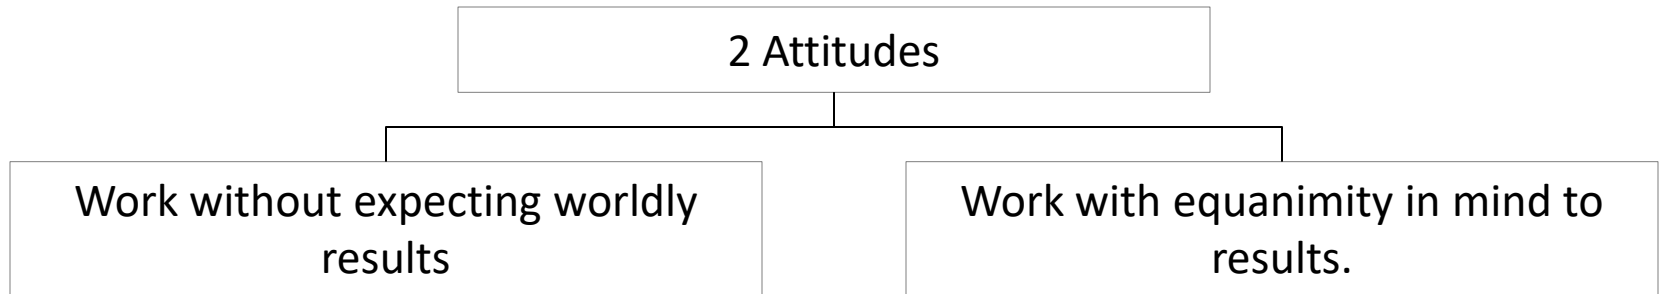 2 Attitudes
Work without expecting worldly
results
Work with equanimity in mind to
results.